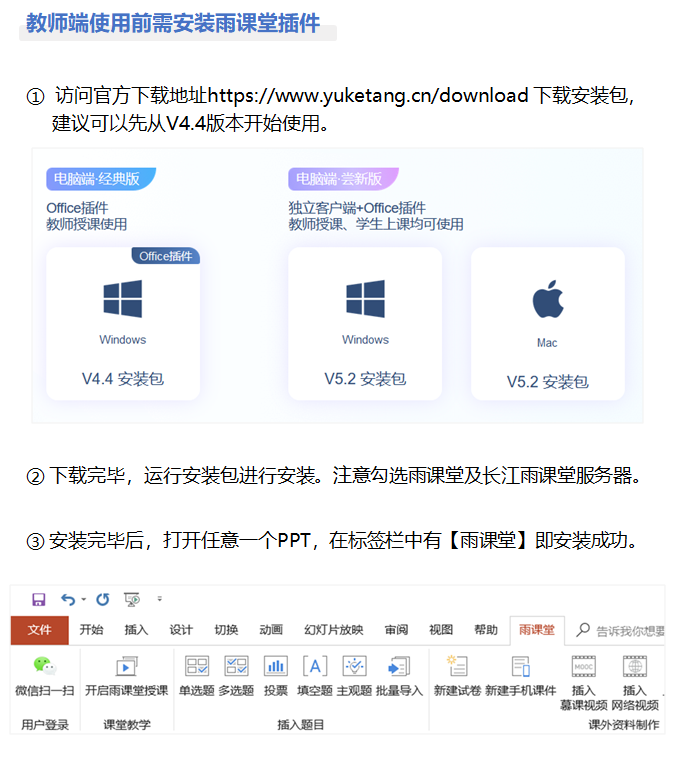 教师端使用前需安装雨课堂插件
① 访问官方下载地址https://www.yuketang.cn/download 下载安装包，
建议可以先从V4.4版本开始使用。
电脑端·经典版
Office插件
教师授课使用
Office插件
Windows
V4.4 安装包
电脑端·尝新版
独立客户端+Office插件
教师授课、学生上课均可使用
Windows
V5.2 安装包
Mac
V5.2 安装包
② 下载完毕，运行安装包进行安装。注意勾选雨课堂及长江雨课堂服务器。
③ 安装完毕后，打开任意一个PPT，在标签栏中有【雨课堂】即安装成功。
文件 开始 插入 设计 切换 动画 幻灯片放映 审阅 视图 帮助 雨课堂 告诉我你想要
微信扫一扫 开启雨课堂授课 单选题 多选题 投票 填空题 主观题 批量导入 新建试卷 新建手机课件 插入 插入
慕课视频 网络视频
用户登录 课堂教学 插入题目 课外资料制作